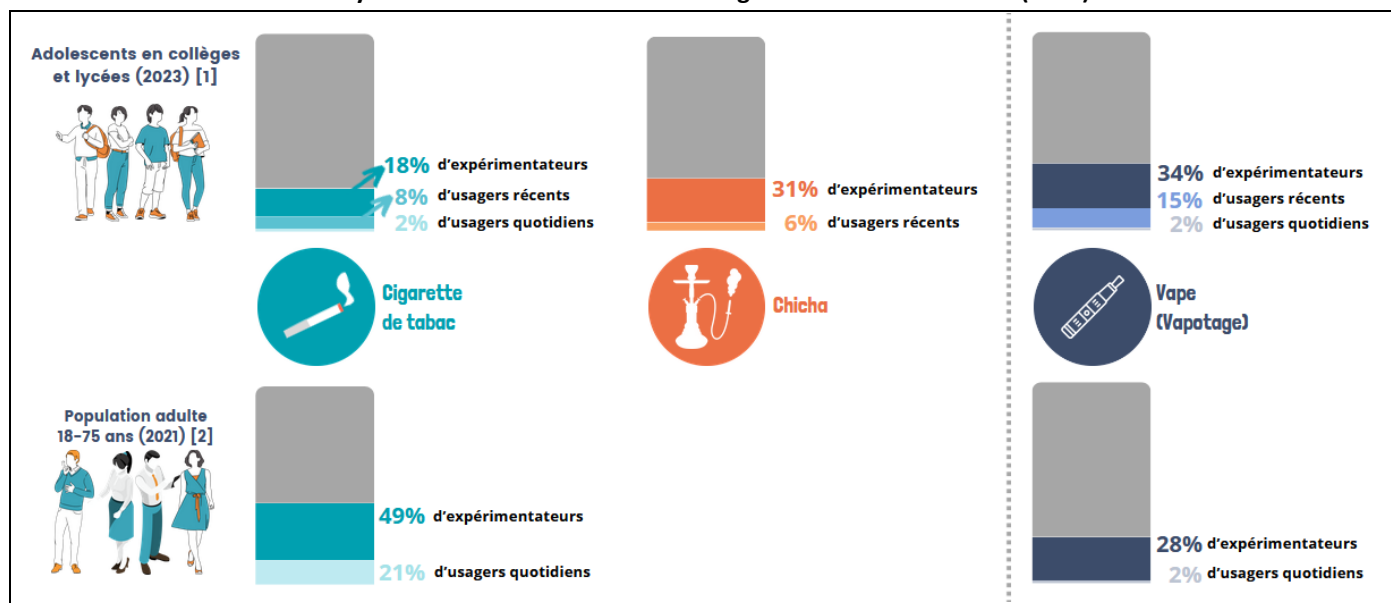 Adolescents en collèges
et lycées (2023) [1]
18% d'expérimentateurs
8% d'usagers récents
2% d'usagers quotidiens
31% d'expérimentateurs
6% d'usagers récents
34% d'expérimentateurs
15% d'usagers récents
2% d'usagers quotidiens
Cigarette
de tabac
Chicha
Vape
(Vapotage)
Population adulte
18-75 ans (2021) [2]
49% d'expérimentateurs
21% d'usagers quotidiens
28% d'expérimentateurs
2% d'usagers quotidiens